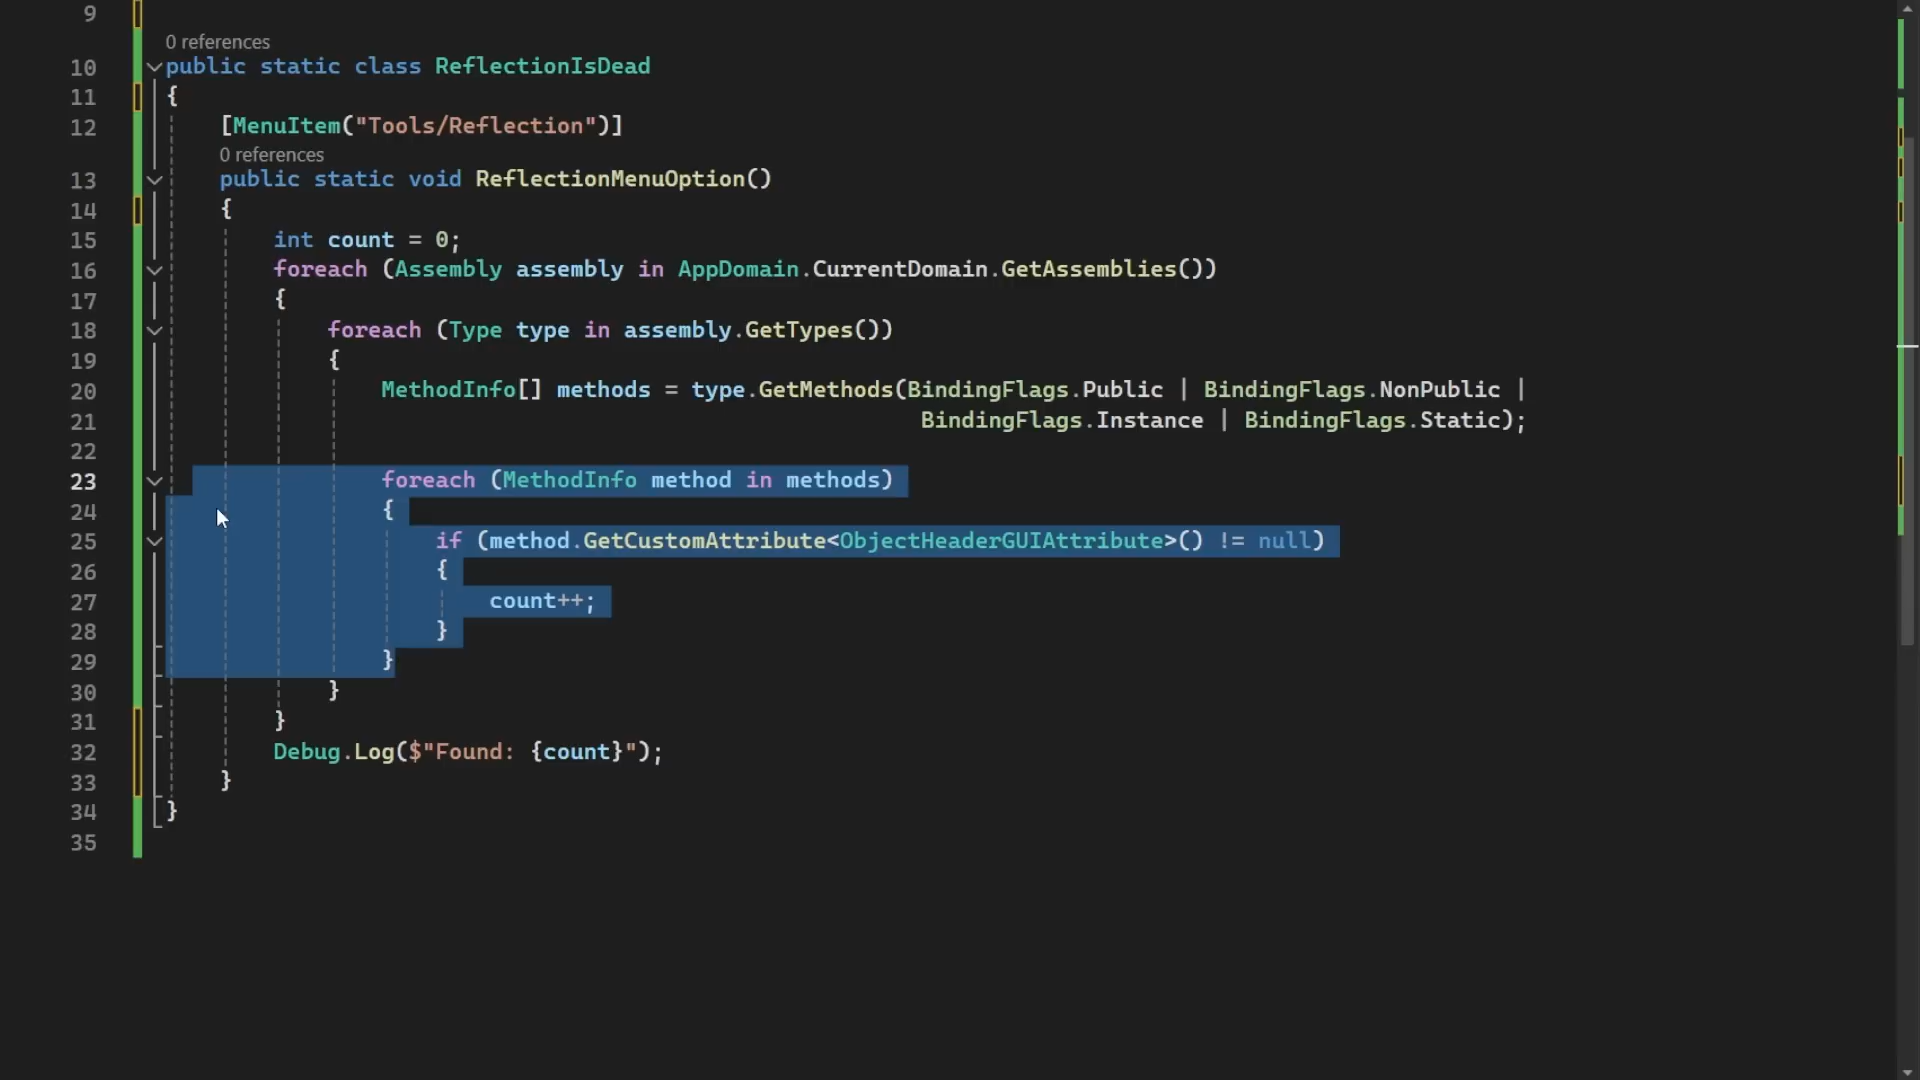 9
0 references
10 public static class ReflectionIsDead
11 {
12 [MenuItem("Tools/Reflection")]
0 references
13 public static void ReflectionMenuOption()
14 {
15 int count = 0;
16 foreach (Assembly assembly in AppDomain.CurrentDomain.GetAssemblies())
17 {
18 foreach (Type type in assembly.GetTypes())
19 {
20 MethodInfo[] methods = type.GetMethods(BindingFlags.Public | BindingFlags.NonPublic |
21 BindingFlags.Instance | BindingFlags.Static);
22
23 foreach (MethodInfo method in methods)
24 {
25 if (method.GetCustomAttribute<ObjectHeaderGUIAttribute>() != null)
26 {
27 count++;
28 }
29 }
30 }
31 }
32 Debug.Log($"Found: {count}");
33 }
34 }
35